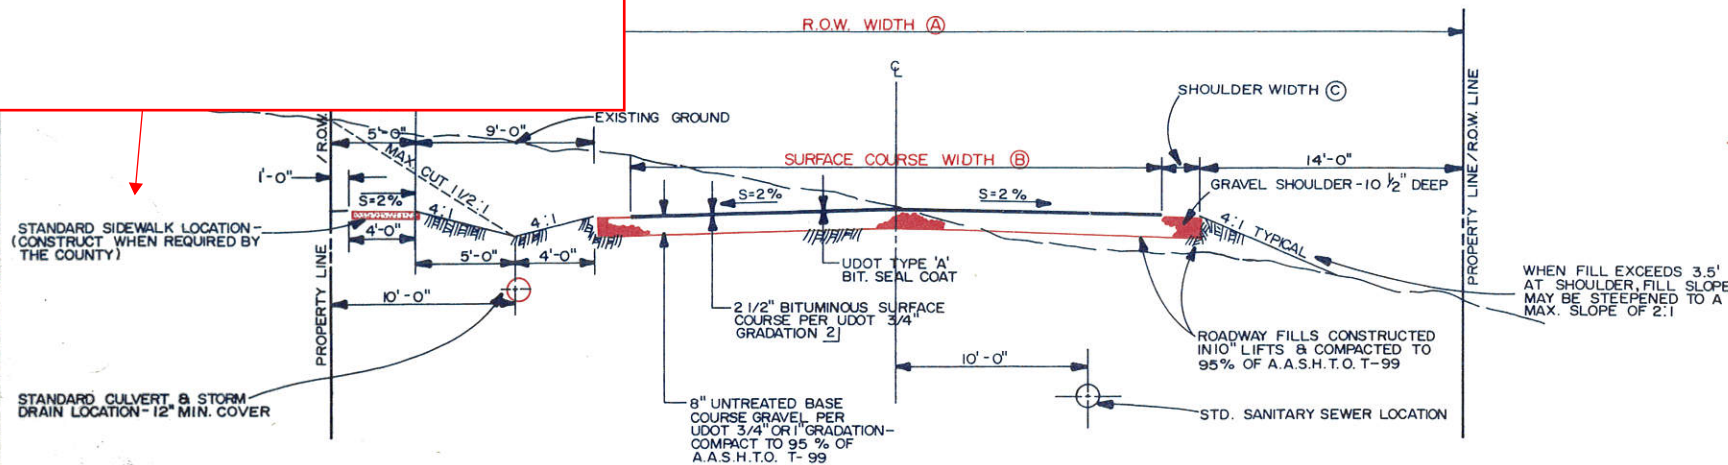 R.O.W. WIDTH Ⓐ
℄
SHOULDER WIDTH Ⓒ
EXISTING GROUND
/R.O.W.
5'-0"
9'-0"
MAX. CUT 1 1/2:1
SURFACE COURSE WIDTH Ⓑ
14'-0"
PROPERTY LINE/R.O.W. LINE
1'-0"
S=2%
S=2%
S=2%
GRAVEL SHOULDER-10 1/2" DEEP
4:1
4:1
4:1 TYPICAL
STANDARD SIDEWALK LOCATION-
(CONSTRUCT WHEN REQUIRED BY
THE COUNTY)
4'-0"
5'-0"
4'-0"
UDOT TYPE 'A'
BIT. SEAL COAT
10'-0"
PROPERTY LINE
2 1/2" BITUMINOUS SURFACE
COURSE PER UDOT 3/4"
GRADATION 2
WHEN FILL EXCEEDS 3.5'
AT SHOULDER, FILL SLOPE
MAY BE STEEPENED TO A
MAX. SLOPE OF 2:1
ROADWAY FILLS CONSTRUCTED
IN 10" LIFTS & COMPACTED TO
95% OF A.A.S.H.T.O. T-99
10'-0"
STANDARD CULVERT & STORM
DRAIN LOCATION-12" MIN. COVER
8" UNTREATED BASE
COURSE GRAVEL PER
UDOT 3/4" OR 1" GRADATION-
COMPACT TO 95 % OF
A.A.S.H.T.O. T-99
STD. SANITARY SEWER LOCATION